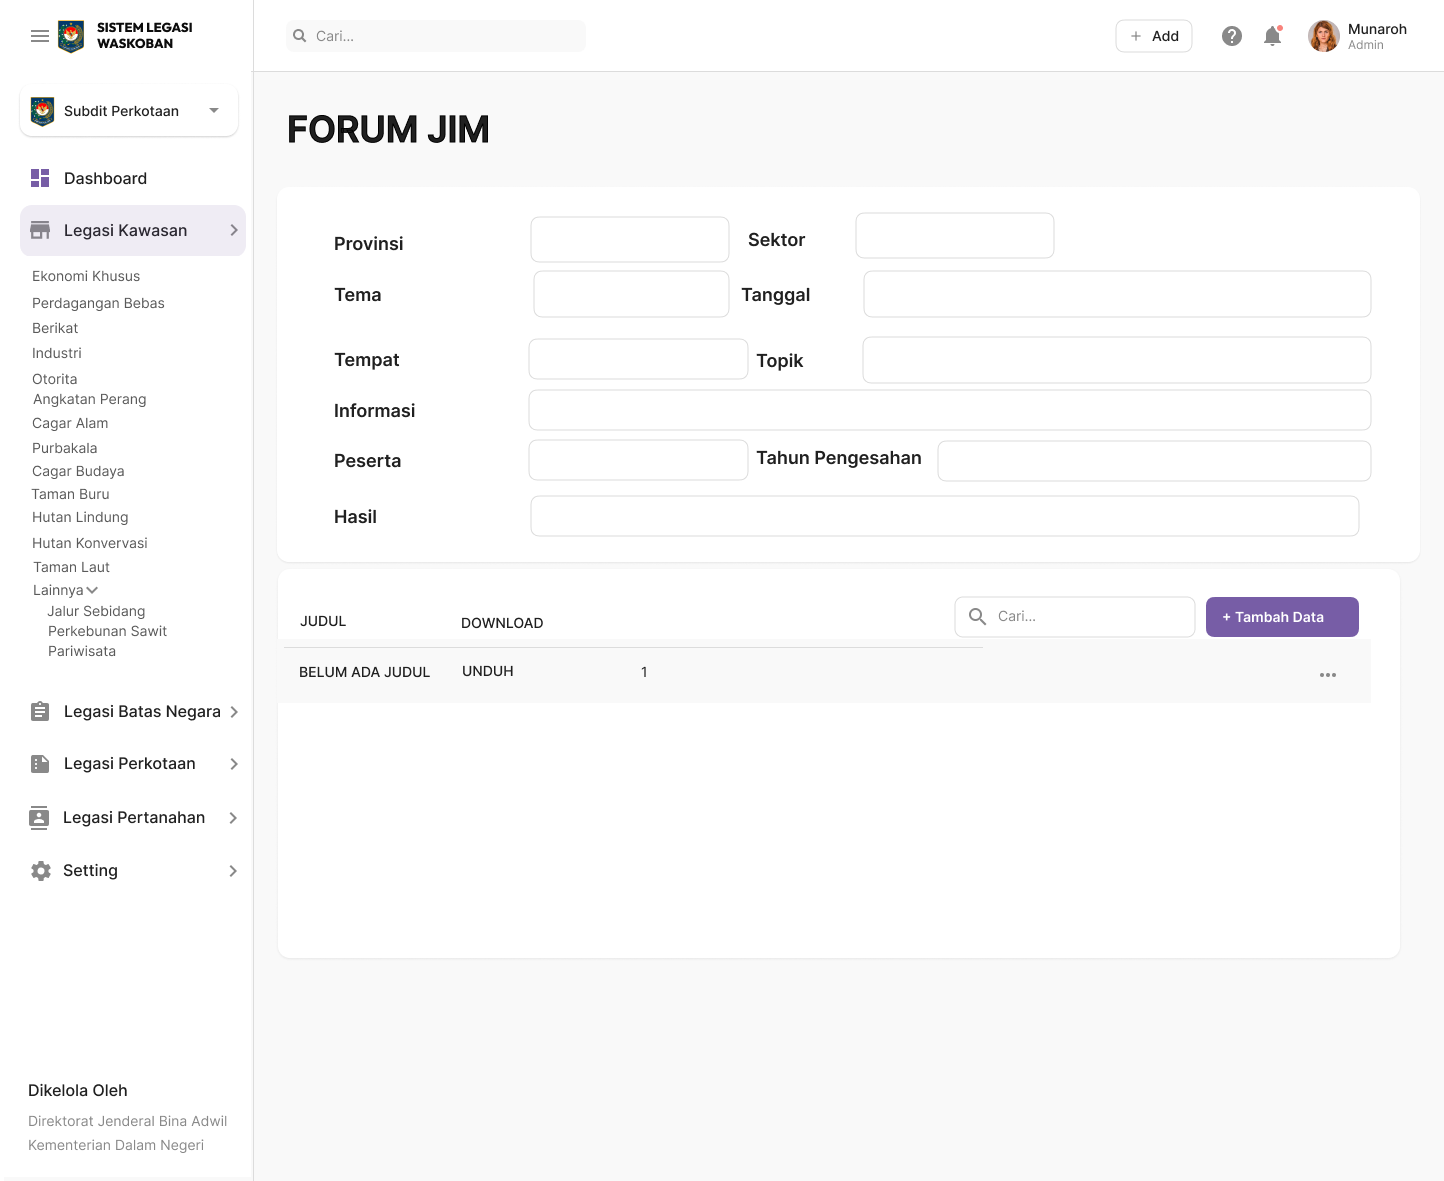 SISTEM LEGASI
WASKOBAN
Cari...
+ Add
Munaroh
Admin
Subdit Perkotaan
Dashboard
Legasi Kawasan
Ekonomi Khusus
Perdagangan Bebas
Berikat
Industri
Otorita
Angkatan Perang
Cagar Alam
Purbakala
Cagar Budaya
Taman Buru
Hutan Lindung
Hutan Konvervasi
Taman Laut
Lainnya
Jalur Sebidang
Perkebunan Sawit
Pariwisata
Legasi Batas Negara
Legasi Perkotaan
Legasi Pertanahan
Setting
Dikelola Oleh
Direktorat Jenderal Bina Adwil
Kementerian Dalam Negeri
FORUM JIM
Provinsi
Sektor
Tema
Tanggal
Tempat
Topik
Informasi
Peserta
Tahun Pengesahan
Hasil
JUDUL
DOWNLOAD
Cari...
+ Tambah Data
BELUM ADA JUDUL
UNDUH
1